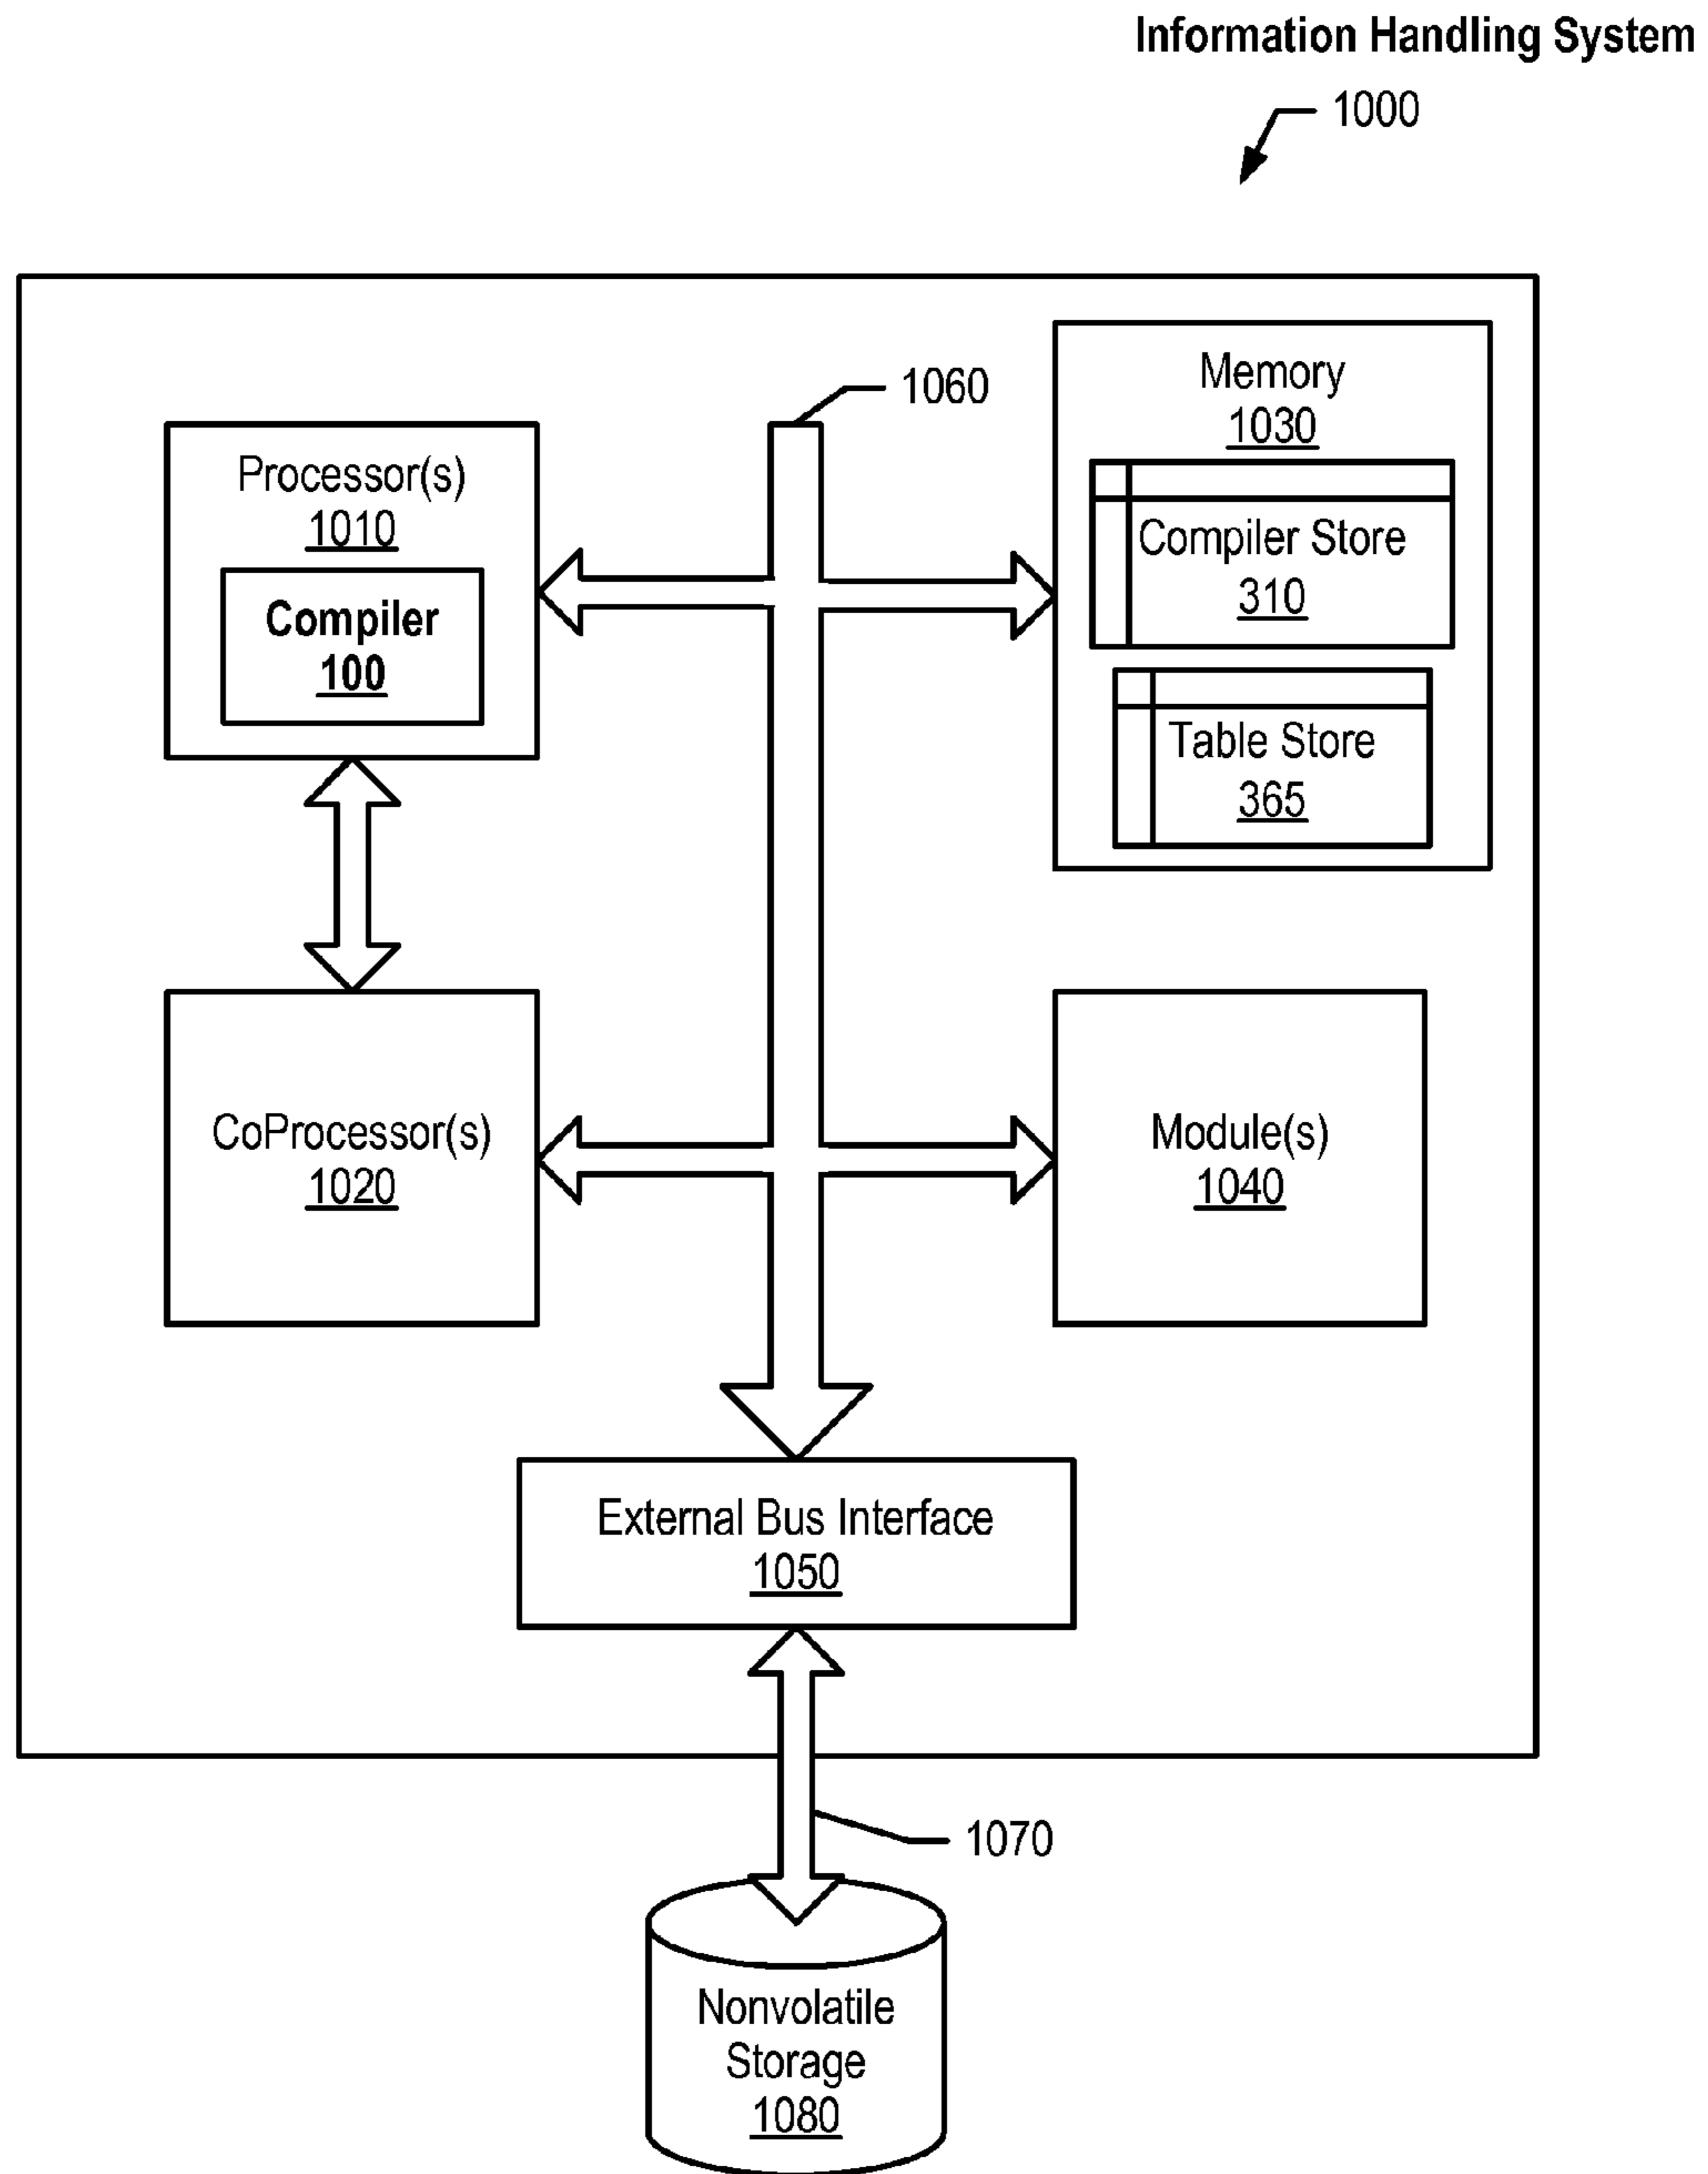 Information Handling System
1000
1060
Memory
1030
Processor(s)
1010
Compiler Store
310
Compiler
100
Table Store
365
CoProcessor(s)
1020
Module(s)
1040
External Bus Interface
1050
1070
Nonvolatile
Storage
1080